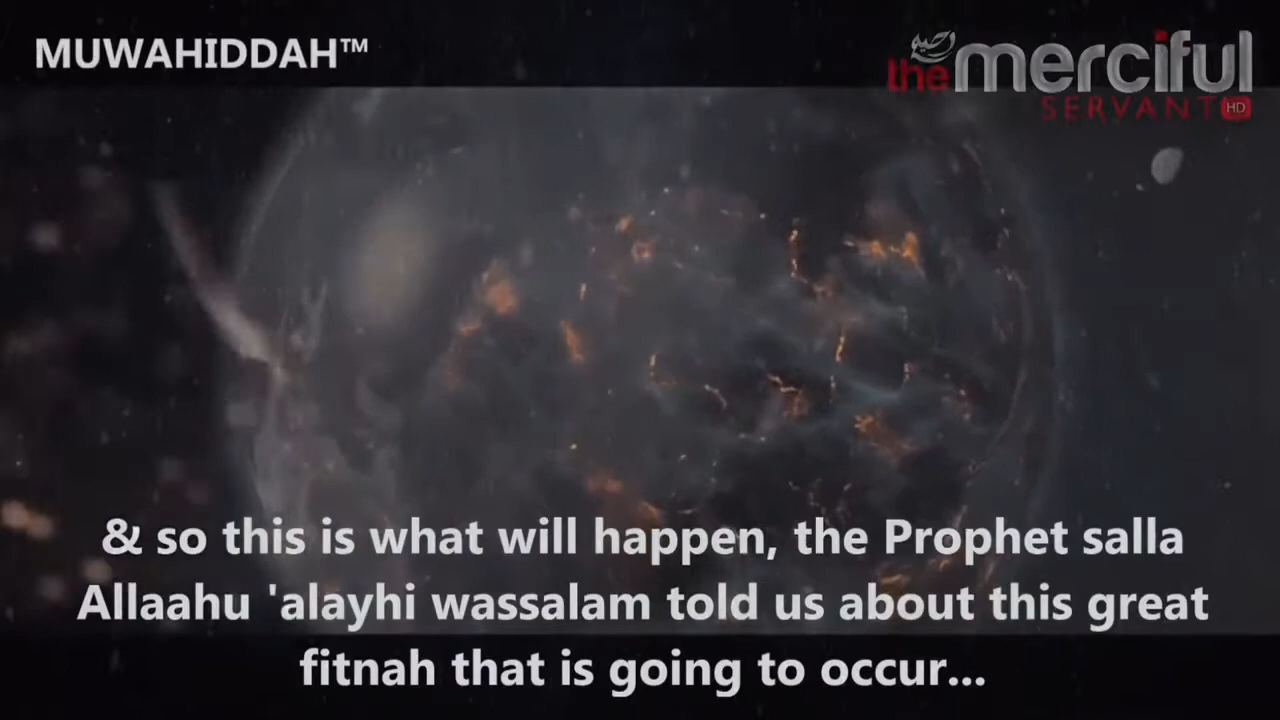 MUWAHIDDAH™
رحيم
the merciful
SERVANT HD
& so this is what will happen, the Prophet salla
Allaahu 'alayhi wassalam told us about this great
fitnah that is going to occur...